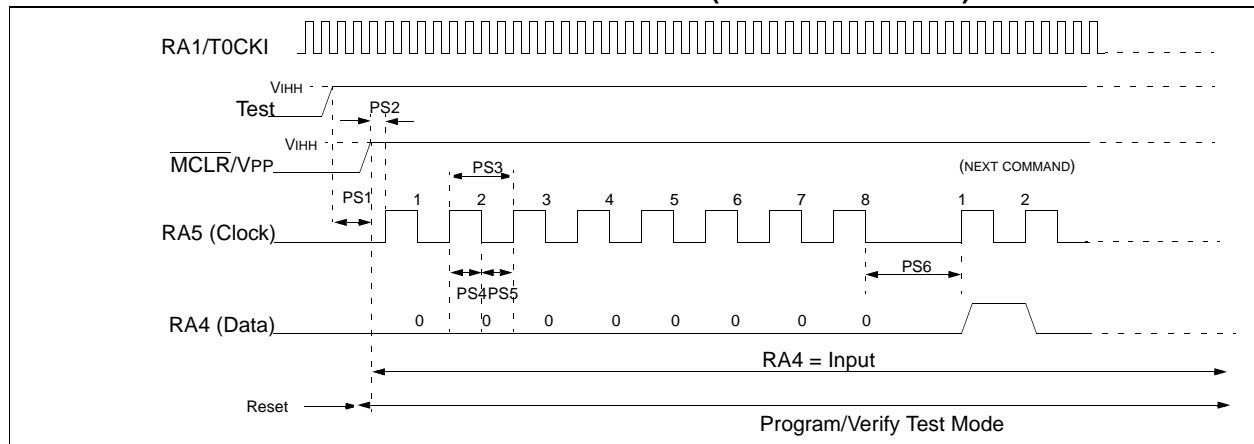 RA1/T0CKI
VIHH
Test
PS2
VIHH
MCLR/VPP
PS3
(NEXT COMMAND)
PS1
1 2 3 4 5 6 7 8 1 2
RA5 (Clock)
PS6
PS4PS5
RA4 (Data)
0 0 0 0 0 0 0 0
RA4 = Input
Reset
Program/Verify Test Mode